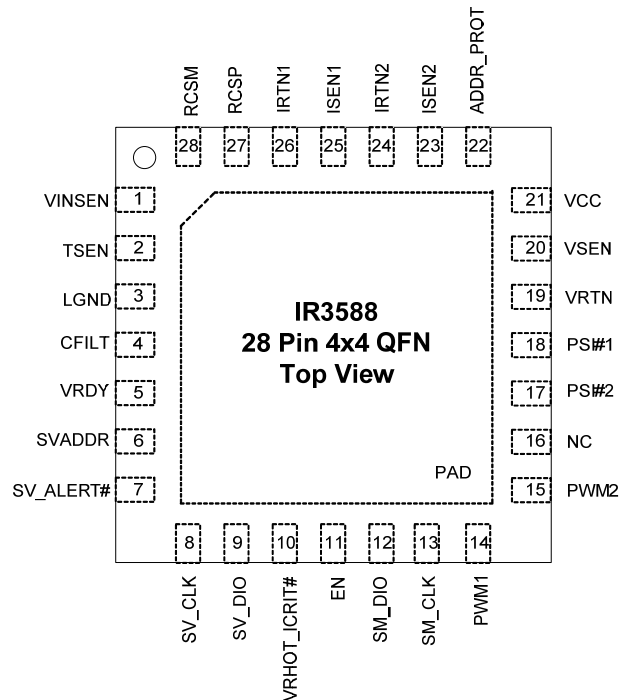 RCSM
RCSP
IRTN1
ISEN1
IRTN2
ISEN2
ADDR_PROT
28
27
26
25
24
23
22
VINSEN 1
TSEN 2
LGND 3
CFILT 4
VRDY 5
SVADDR 6
SV_ALERT# 7
IR3588
28 Pin 4x4 QFN
Top View
PAD
21 VCC
20 VSEN
19 VRTN
18 PSI#1
17 PSI#2
16 NC
15 PWM2
8
9
10
11
12
13
14
SV_CLK
SV_DIO
VRHOT_ICRIT#
EN
SM_DIO
SM_CLK
PWM1